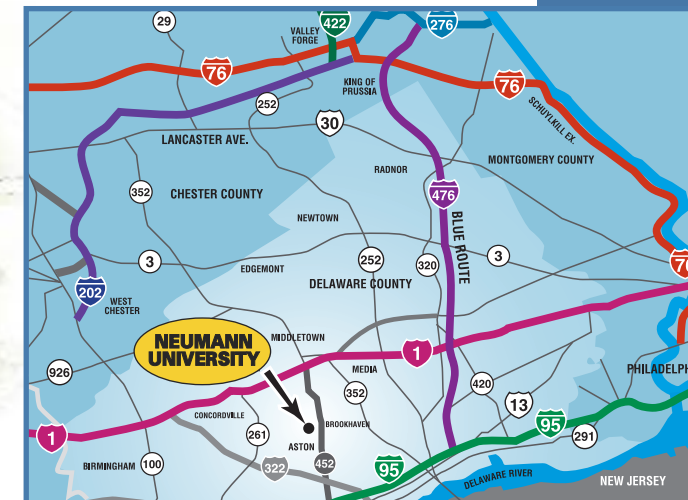 29
VALLEY
FORGE
422
276
76
KING OF
PRUSSIA
76
252
SCHUYLKILL EX.
30
LANCASTER AVE.
MONTGOMERY COUNTY
RADNOR
352
CHESTER COUNTY
476
NEWTOWN
BLUE ROUTE
3
252
320
3
76
EDGEMONT
DELAWARE COUNTY
202
WEST
CHESTER
NEUMANN
UNIVERSITY
MIDDLETOWN
1
926
MEDIA
PHILADELPH
352
420
13
CONCORDVILLE
BROOKHAVEN
95
1
261
ASTON
291
BIRMINGHAM
100
322
452
95
DELAWARE RIVER
NEW JERSEY